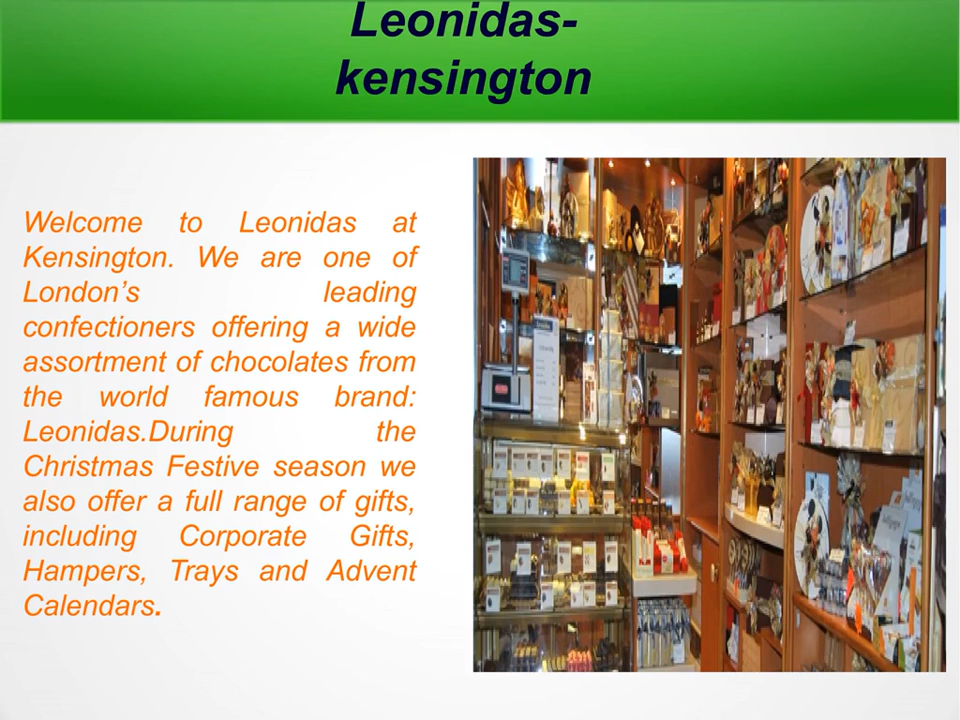 Leonidas-
kensington
Welcome to Leonidas at
Kensington. We are one of
London’s leading
confectioners offering a wide
assortment of chocolates from
the world famous brand:
Leonidas.During the
Christmas Festive season we
also offer a full range of gifts,
including Corporate Gifts,
Hampers, Trays and Advent
Calendars.